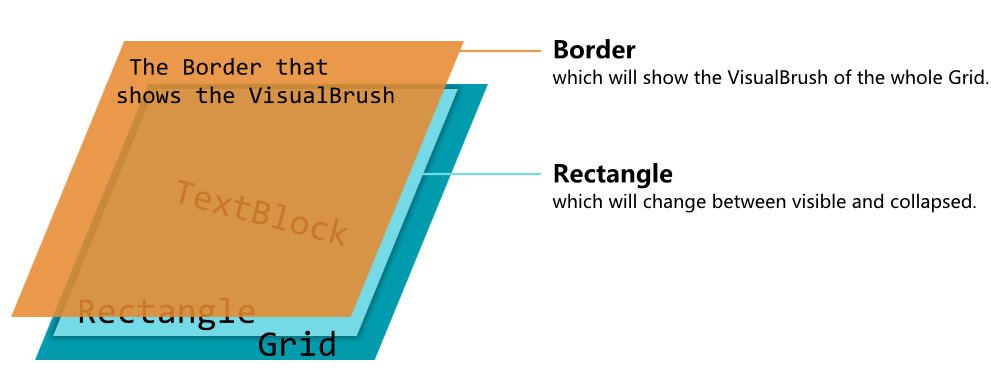 The Border that
shows the VisualBrush
TextBlock
Rectangle
Grid
Border
which will show the VisualBrush of the whole Grid.
Rectangle
which will change between visible and collapsed.